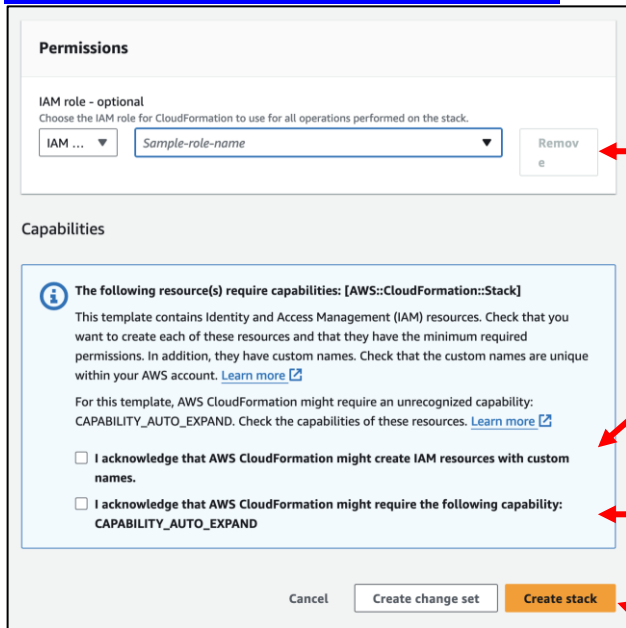 Permissions
IAM role - optional
Choose the IAM role for CloudFormation to use for all operations performed on the stack.
IAM ...
Sample-role-name
Remov
e
Capabilities
The following resource(s) require capabilities: [AWS::CloudFormation::Stack]
This template contains Identity and Access Management (IAM) resources. Check that you
want to create each of these resources and that they have the minimum required
permissions. In addition, they have custom names. Check that the custom names are unique
within your AWS account. Learn more
For this template, AWS CloudFormation might require an unrecognized capability:
CAPABILITY_AUTO_EXPAND. Check the capabilities of these resources. Learn more
I acknowledge that AWS CloudFormation might create IAM resources with custom
names.
I acknowledge that AWS CloudFormation might require the following capability:
CAPABILITY_AUTO_EXPAND
Cancel
Create change set
Create stack